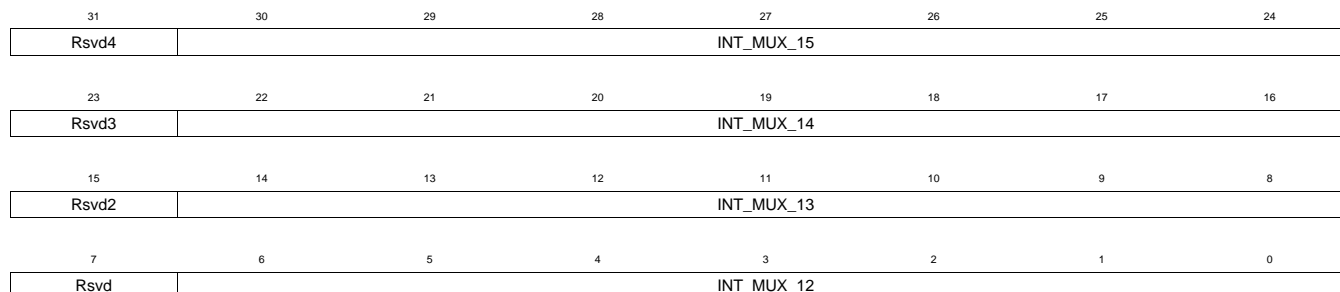 31 30 29 28 27 26 25 24
Rsvd4 INT_MUX_15
23 22 21 20 19 18 17 16
Rsvd3 INT_MUX_14
15 14 13 12 11 10 9 8
Rsvd2 INT_MUX_13
7 6 5 4 3 2 1 0
Rsvd INT_MUX_12